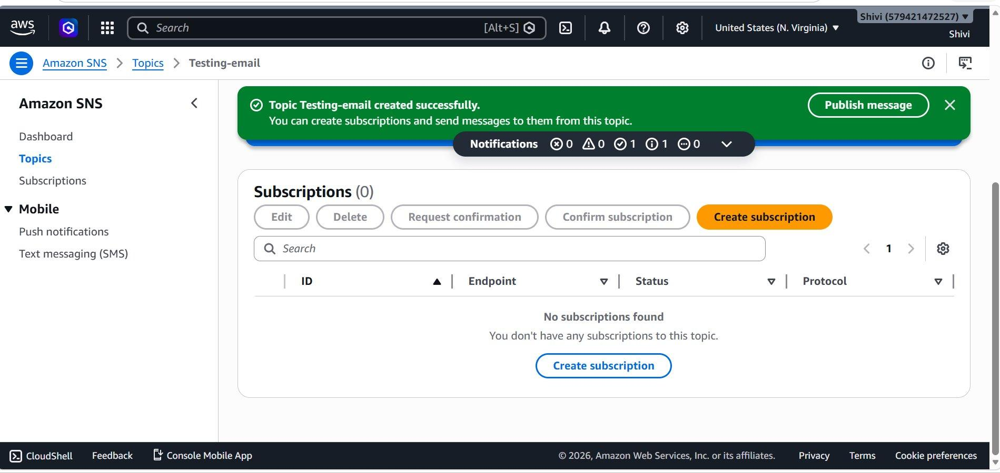 aws
Search [Alt+S]
United States (N. Virginia)
Shivi (579421472527)
Shivi
Amazon SNS > Topics > Testing-email
Amazon SNS
Dashboard
Topics
Subscriptions
Mobile
Push notifications
Text messaging (SMS)
Topic Testing-email created successfully.
You can create subscriptions and send messages to them from this topic.
Publish message
Notifications 0 0 1 1 0
Subscriptions (0)
Edit Delete Request confirmation Confirm subscription Create subscription
Search
1
ID Endpoint Status Protocol
No subscriptions found
You don't have any subscriptions to this topic.
Create subscription
CloudShell Feedback Console Mobile App © 2026, Amazon Web Services, Inc. or its affiliates. Privacy Terms Cookie preferences